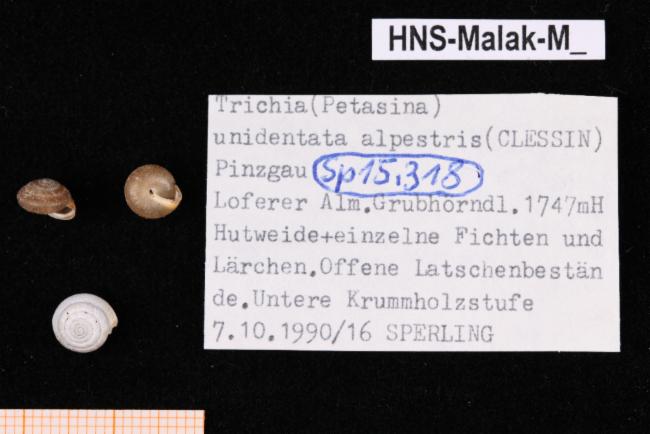 HNS-Malak-M_
Trichia(Petasina)
unidentata alpestris(CLESSIN)
Pinzgau Sp15.318
Loferer Alm.Grubhörndl.1747mH
Hutweide+einzelne Fichten und
Lärchen.Offene Latschenbestän
de.Untere Krummholzstufe
7.10.1990/16 SPERLING